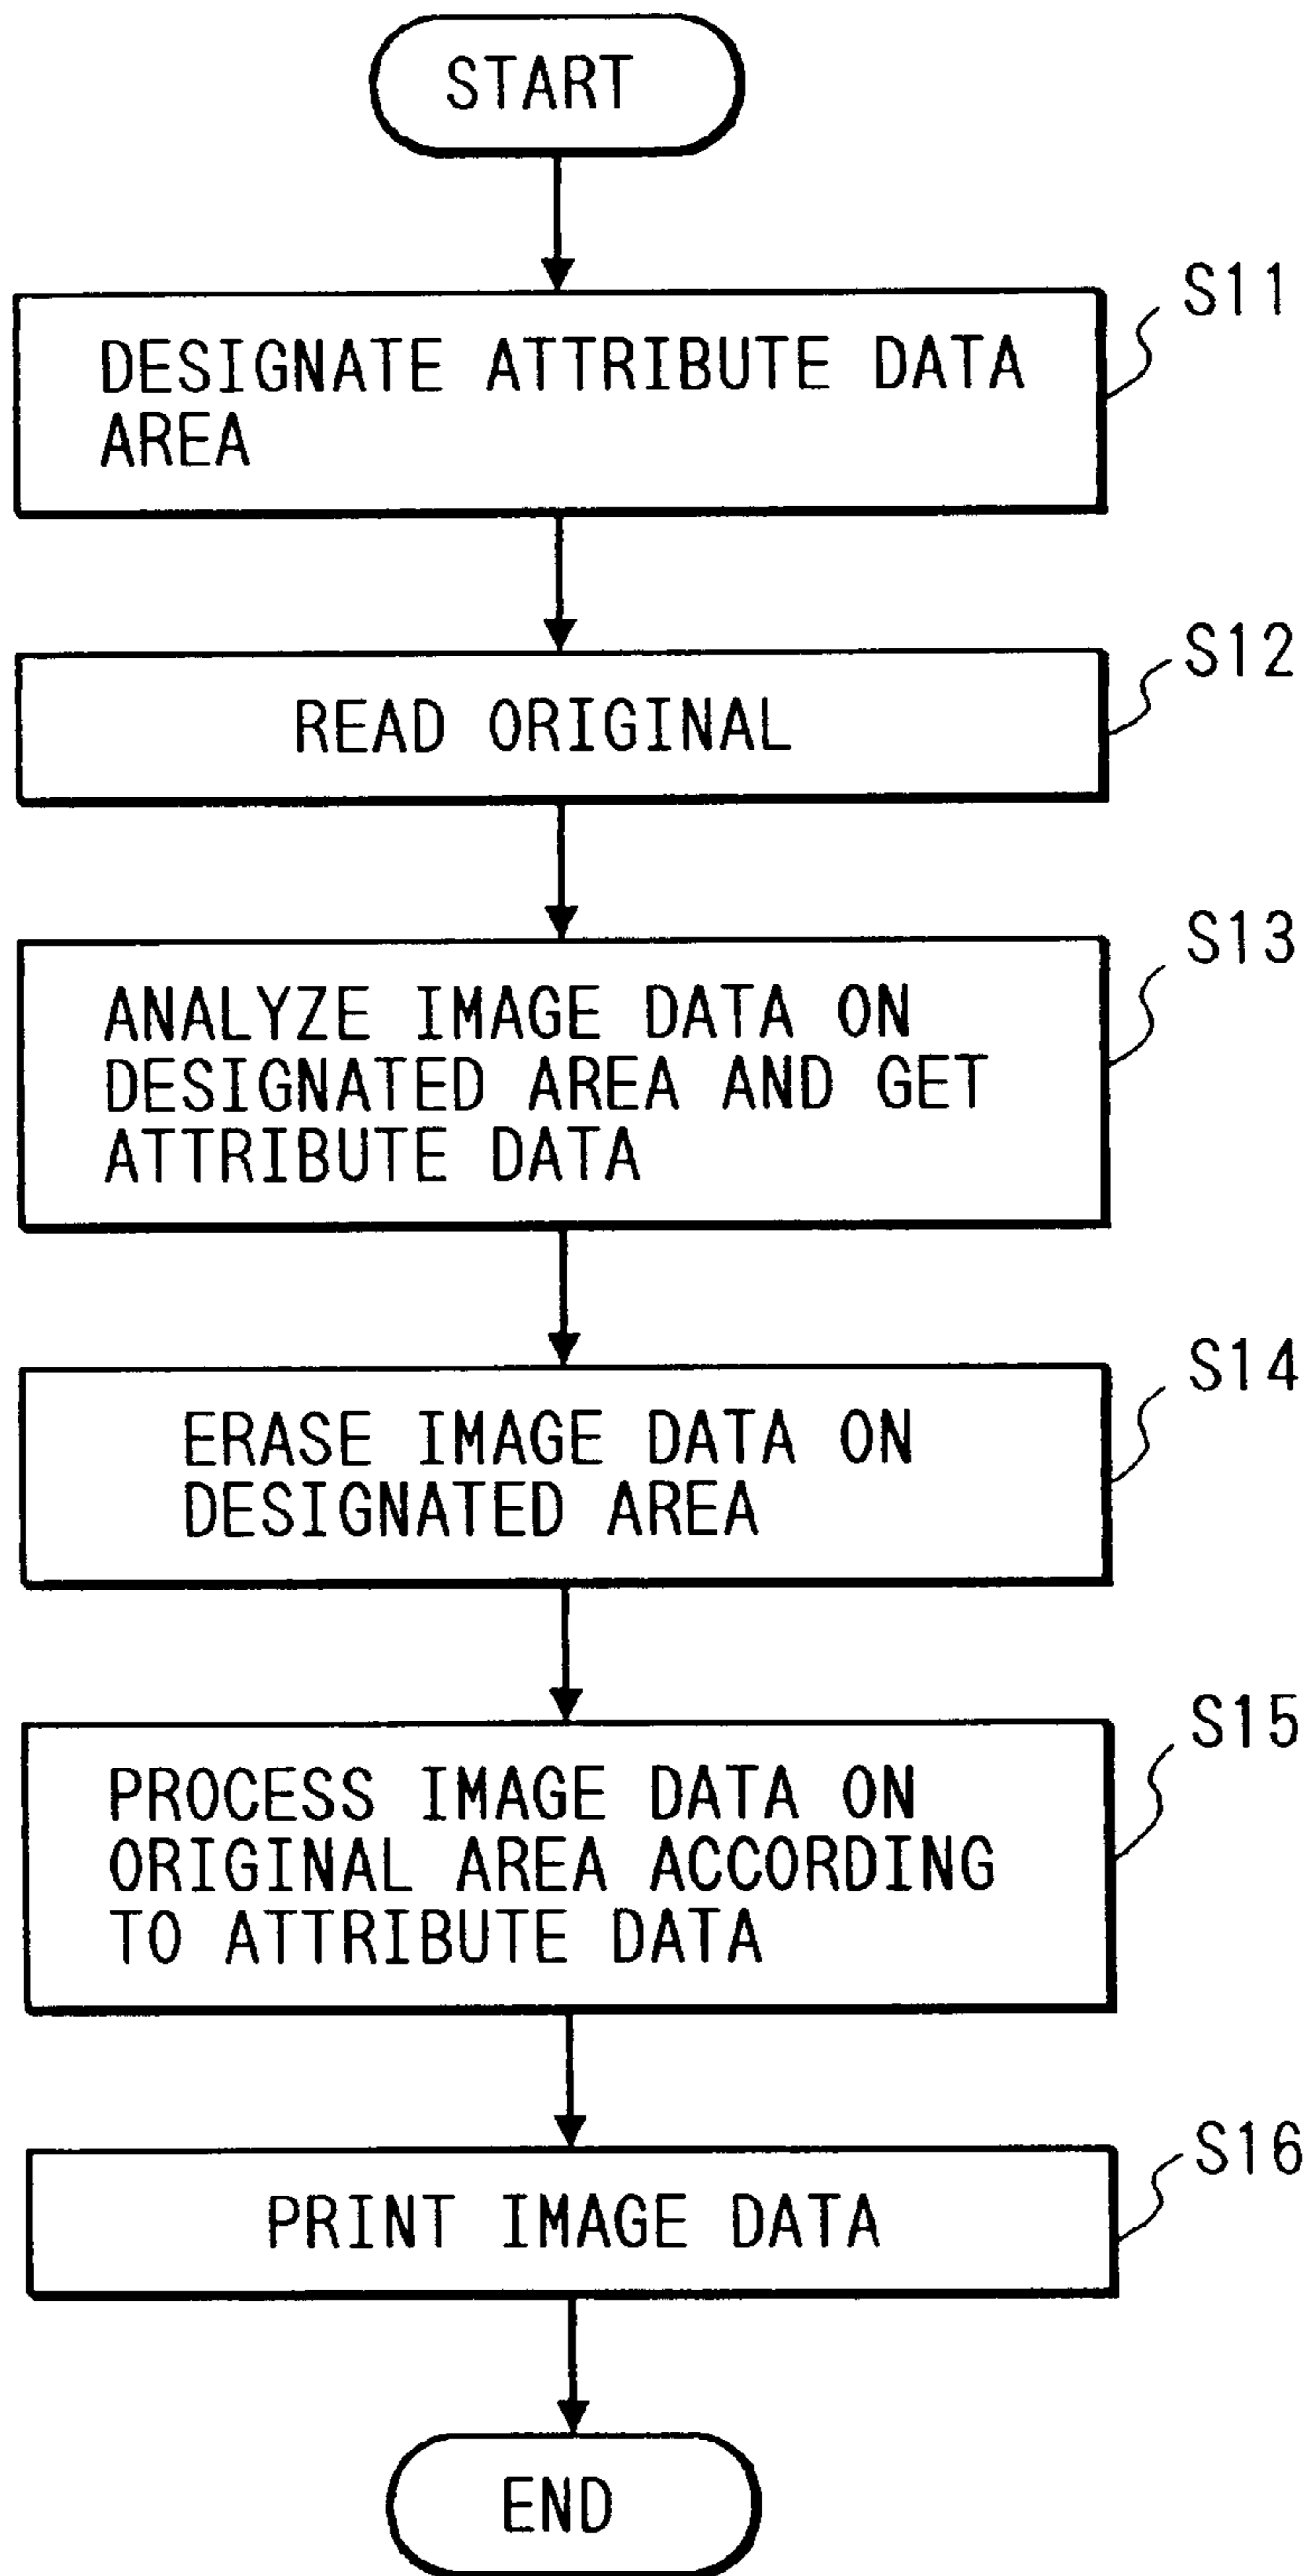 START
S11
DESIGNATE ATTRIBUTE DATA
AREA
S12
READ ORIGINAL
S13
ANALYZE IMAGE DATA ON
DESIGNATED AREA AND GET
ATTRIBUTE DATA
S14
ERASE IMAGE DATA ON
DESIGNATED AREA
S15
PROCESS IMAGE DATA ON
ORIGINAL AREA ACCORDING
TO ATTRIBUTE DATA
S16
PRINT IMAGE DATA
END